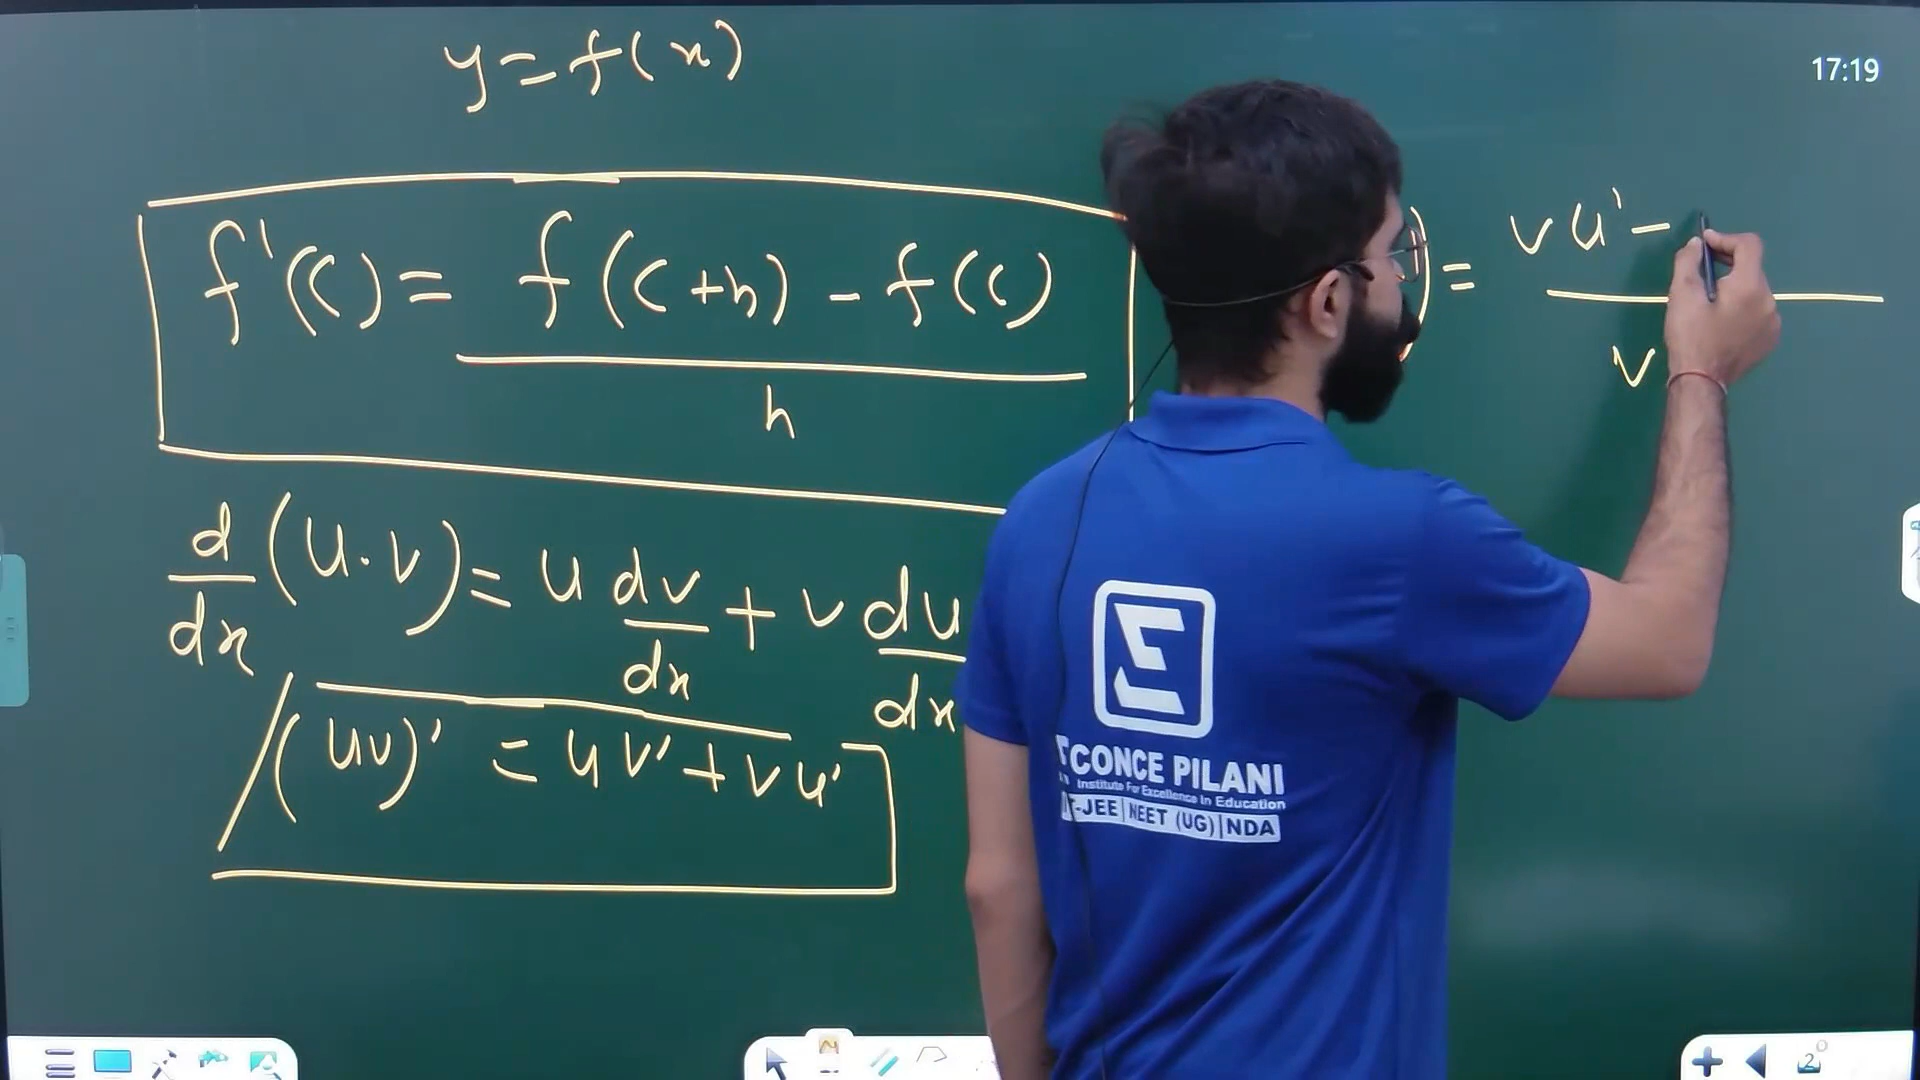 y = f(x)
17:19
f'(c) = f(c+h) - f(c)
h
) = vu' -
v
d/dx (u.v) = u dv/dx + v du/dx
(uv)' = uv' + vu'
CONCE PILANI
Institute For Excellence In Education
T-JEE | NEET (UG) | NDA
2